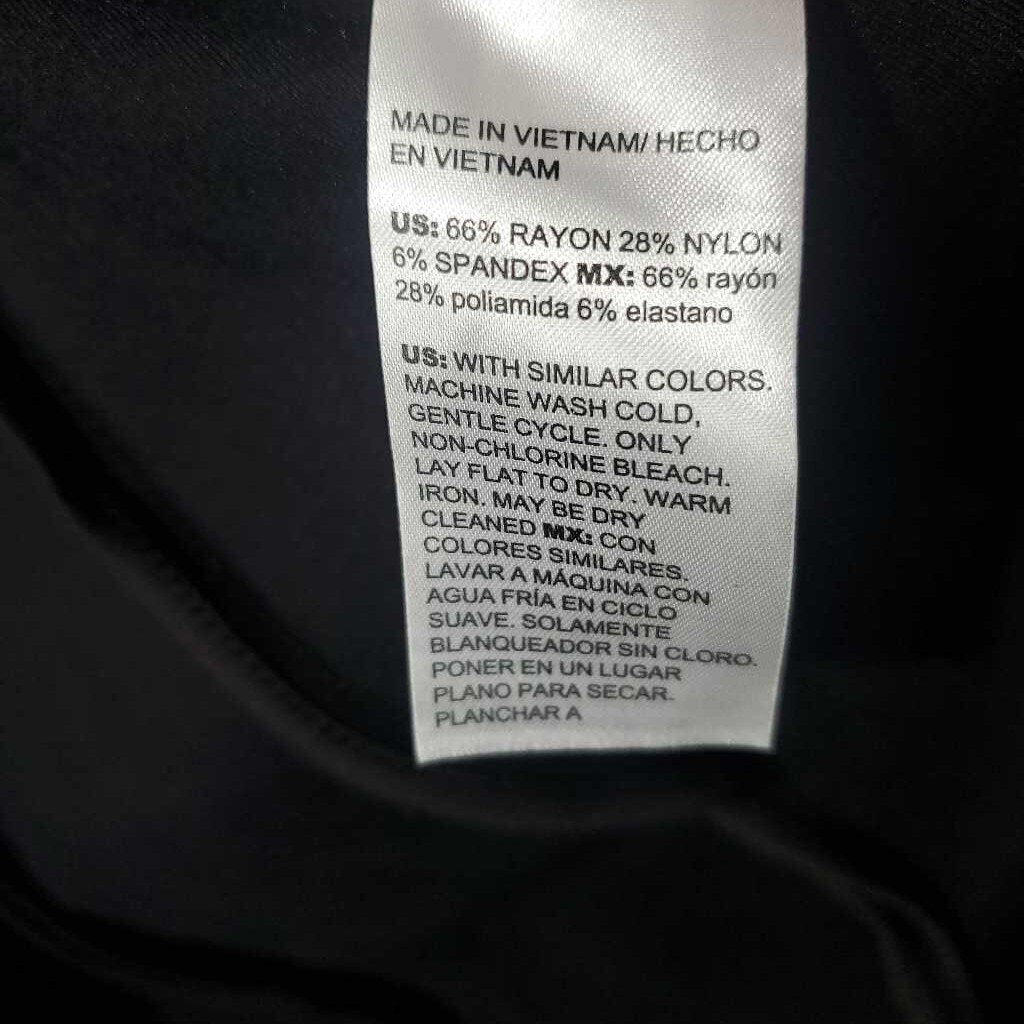 MADE IN VIETNAM/ HECHO
EN VIETNAM
US: 66% RAYON 28% NYLON
6% SPANDEX MX: 66% rayón
28% poliamida 6% elastano
US: WITH SIMILAR COLORS.
MACHINE WASH COLD,
GENTLE CYCLE. ONLY
NON-CHLORINE BLEACH.
LAY FLAT TO DRY. WARM
IRON. MAY BE DRY
CLEANED MX: CON
COLORES SIMILARES.
LAVAR A MÁQUINA CON
AGUA FRÍA EN CICLO
SUAVE. SOLAMENTE
BLANQUEADOR SIN CLORO.
PONER EN UN LUGAR
PLANO PARA SECAR.
PLANCHAR A